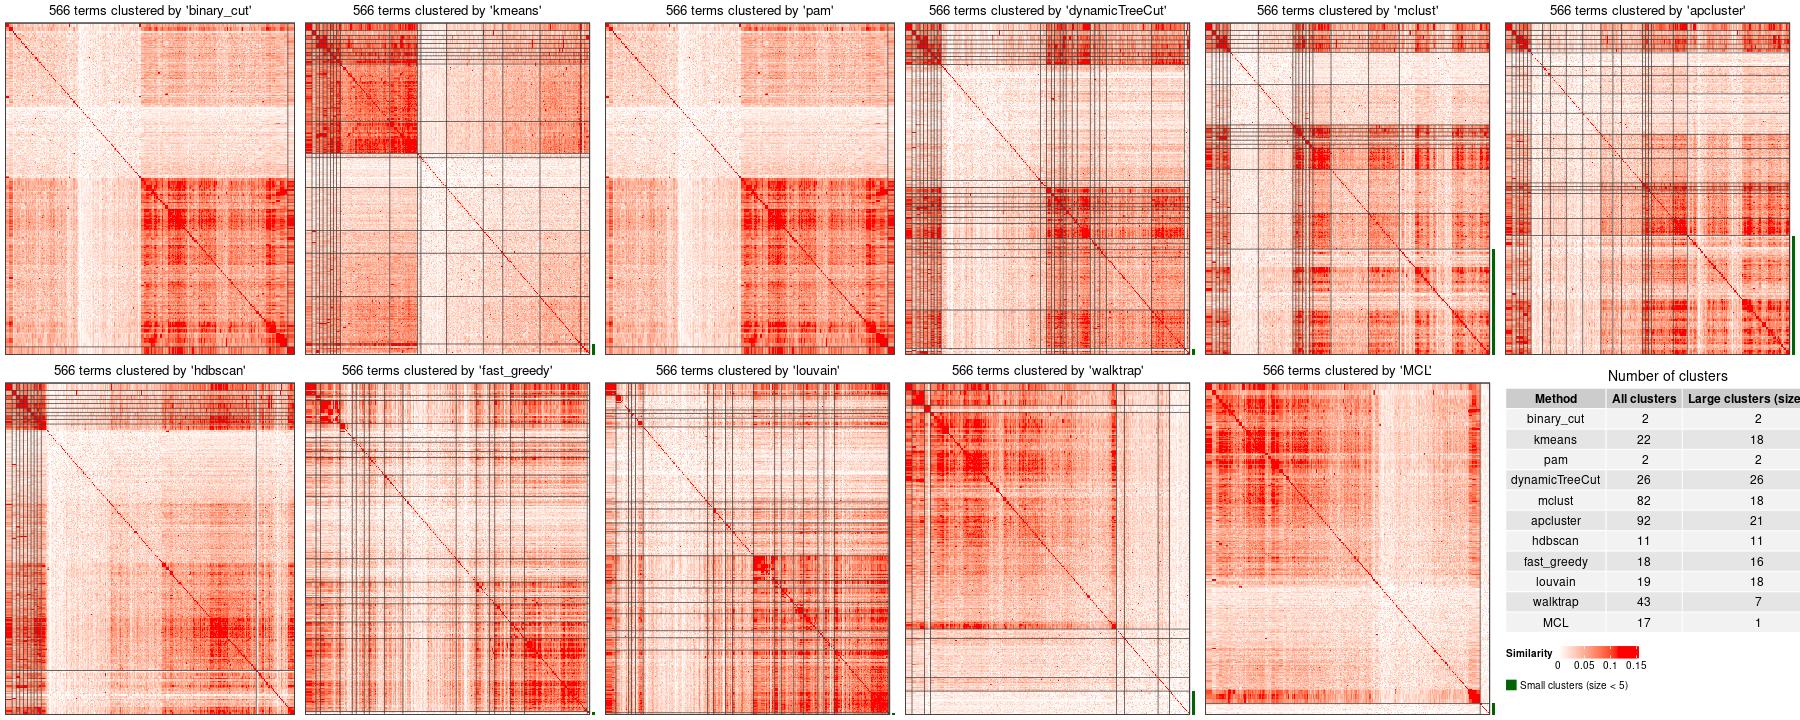 566 terms clustered by 'binary_cut'
566 terms clustered by 'kmeans'
566 terms clustered by 'pam'
566 terms clustered by 'dynamicTreeCut'
566 terms clustered by 'mclust'
566 terms clustered by 'apcluster'
566 terms clustered by 'hdbscan'
566 terms clustered by 'fast_greedy'
566 terms clustered by 'louvain'
566 terms clustered by 'walktrap'
566 terms clustered by 'MCL'
Number of clusters
Method All clusters Large clusters (size
binary_cut 2 2
kmeans 22 18
pam 2 2
dynamicTreeCut 26 26
mclust 82 18
apcluster 92 21
hdbscan 11 11
fast_greedy 18 16
louvain 19 18
walktrap 43 7
MCL 17 1
Similarity
0 0.05 0.1 0.15
Small clusters (size < 5)